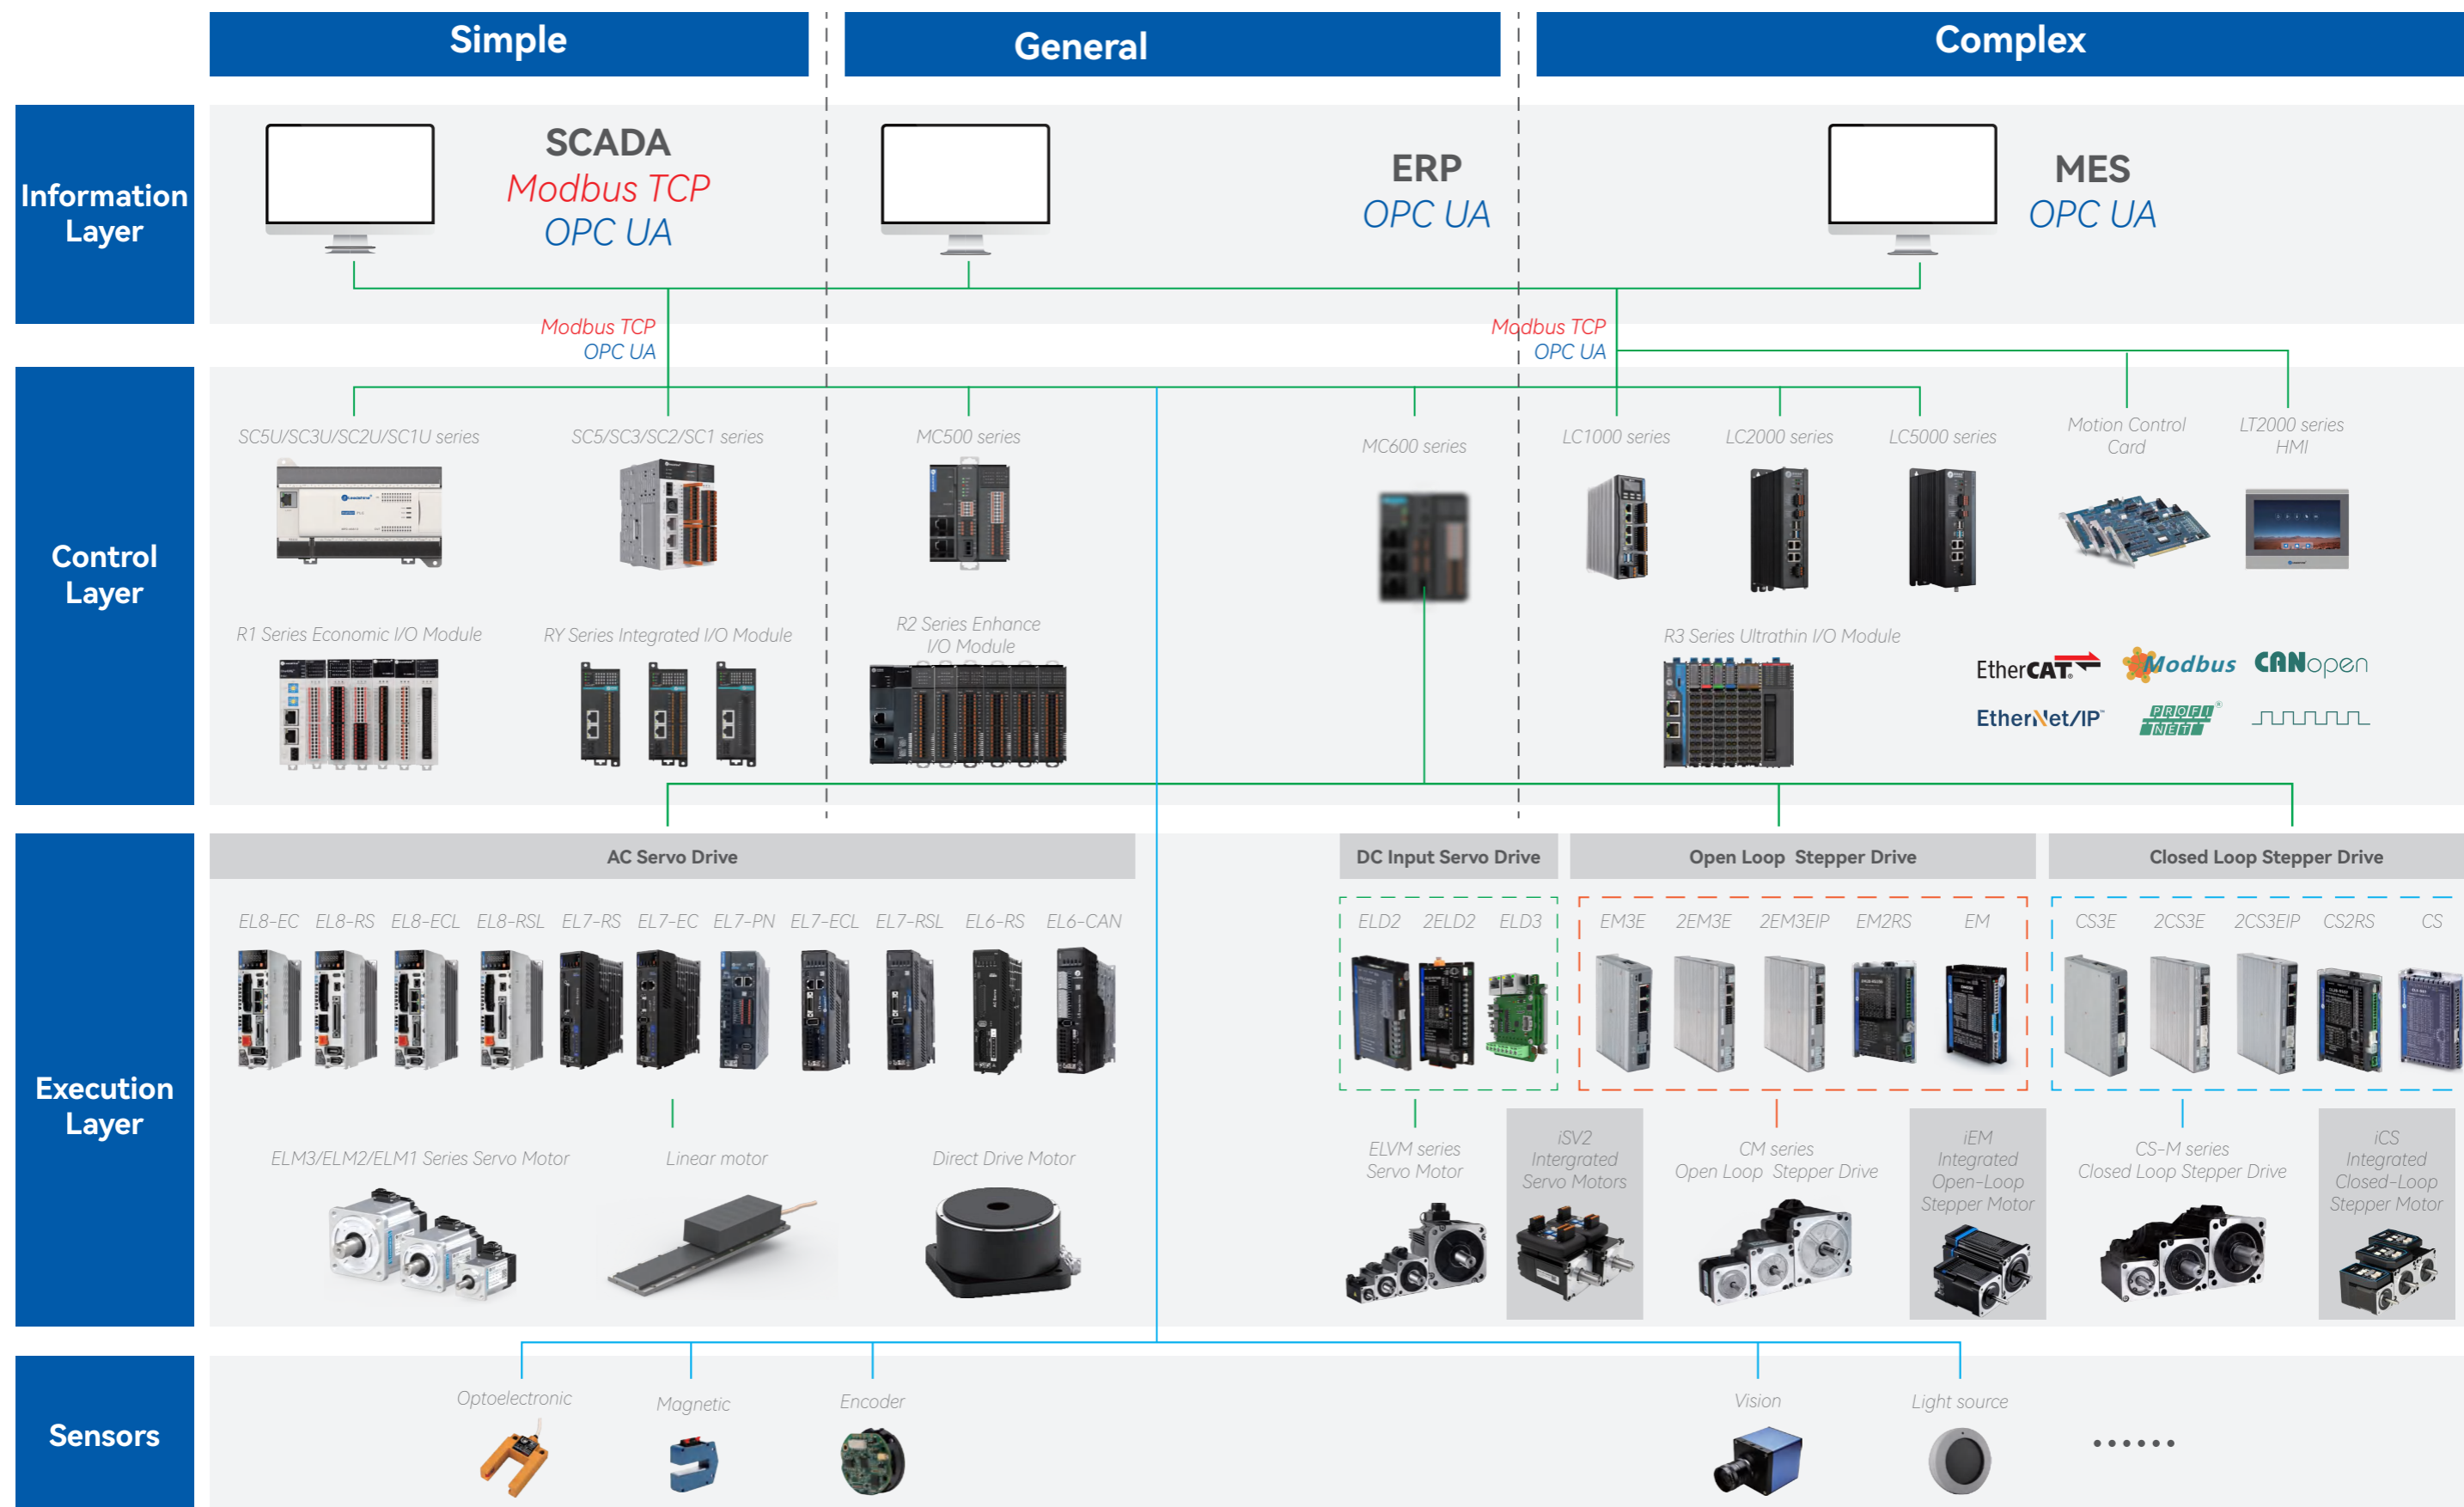 Simple
General
Complex
Information
Layer
SCADA
Modbus TCP
OPC UA
ERP
OPC UA
MES
OPC UA
Modbus TCP
OPC UA
Modbus TCP
OPC UA
Control
Layer
SC5U/SC3U/SC2U/SC1U series
SC5/SC3/SC2/SC1 series
MC500 series
MC600 series
LC1000 series
LC2000 series
LC5000 series
Motion Control
Card
LT2000 series
HMI
R1 Series Economic I/O Module
RY Series Integrated I/O Module
R2 Series Enhance
I/O Module
R3 Series Ultrathin I/O Module
EtherCAT®
Modbus
CANopen
EtherNet/IP™
PROFI
NET®
Execution
Layer
AC Servo Drive
DC Input Servo Drive
Open Loop Stepper Drive
Closed Loop Stepper Drive
EL8-EC
EL8-RS
EL8-ECL
EL8-RSL
EL7-RS
EL7-EC
EL7-PN
EL7-ECL
EL7-RSL
EL6-RS
EL6-CAN
ELD2
2ELD2
ELD3
EM3E
2EM3E
2EM3EIP
EM2RS
EM
CS3E
2CS3E
2CS3EIP
CS2RS
CS
ELM3/ELM2/ELM1 Series Servo Motor
Linear motor
Direct Drive Motor
ELVM series
Servo Motor
iSV2
Intergrated
Servo Motors
CM series
Open Loop Stepper Drive
iEM
Integrated
Open-Loop
Stepper Motor
CS-M series
Closed Loop Stepper Drive
iCS
Integrated
Closed-Loop
Stepper Motor
Sensors
Optoelectronic
Magnetic
Encoder
Vision
Light source
......